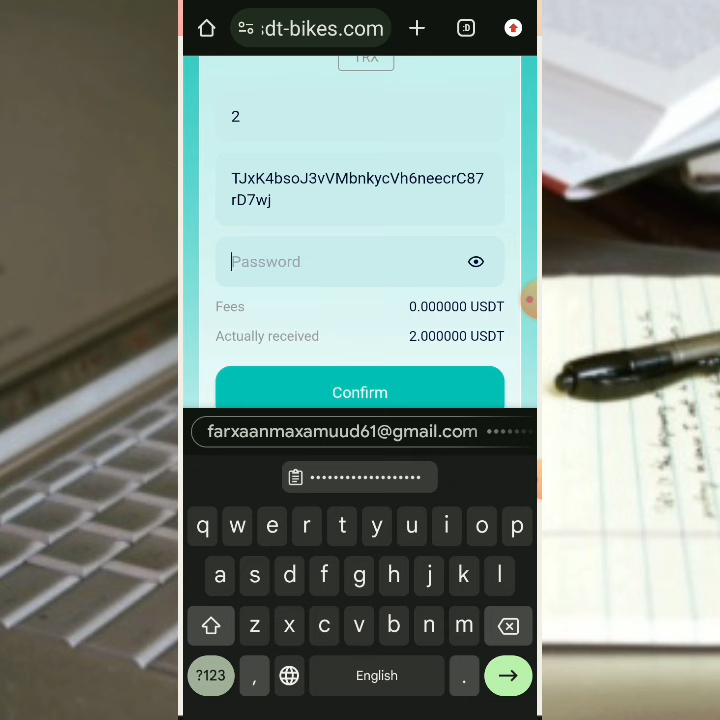 :dt-bikes.com
:D
TRX
2
TJxK4bsoJ3vVMbnkycVh6neecrC87
rD7wj
Password
Fees 0.000000 USDT
Actually received 2.000000 USDT
Confirm
farxaanmaxamuud61@gmail.com ••••••
••••••••••••••••••
q w e r t y u i o p
a s d f g h j k l
z x c v b n m
?123 , English .